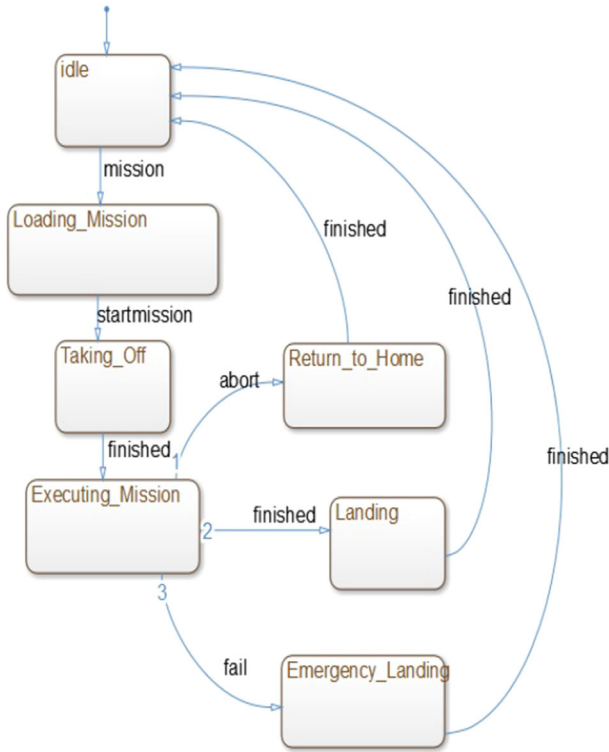 idle
mission
Loading_Mission
finished
finished
startmission
Taking_Off
Return_to_Home
abort
finished
finished
1
Executing_Mission
finished
Landing
2
3
fail
Emergency_Landing